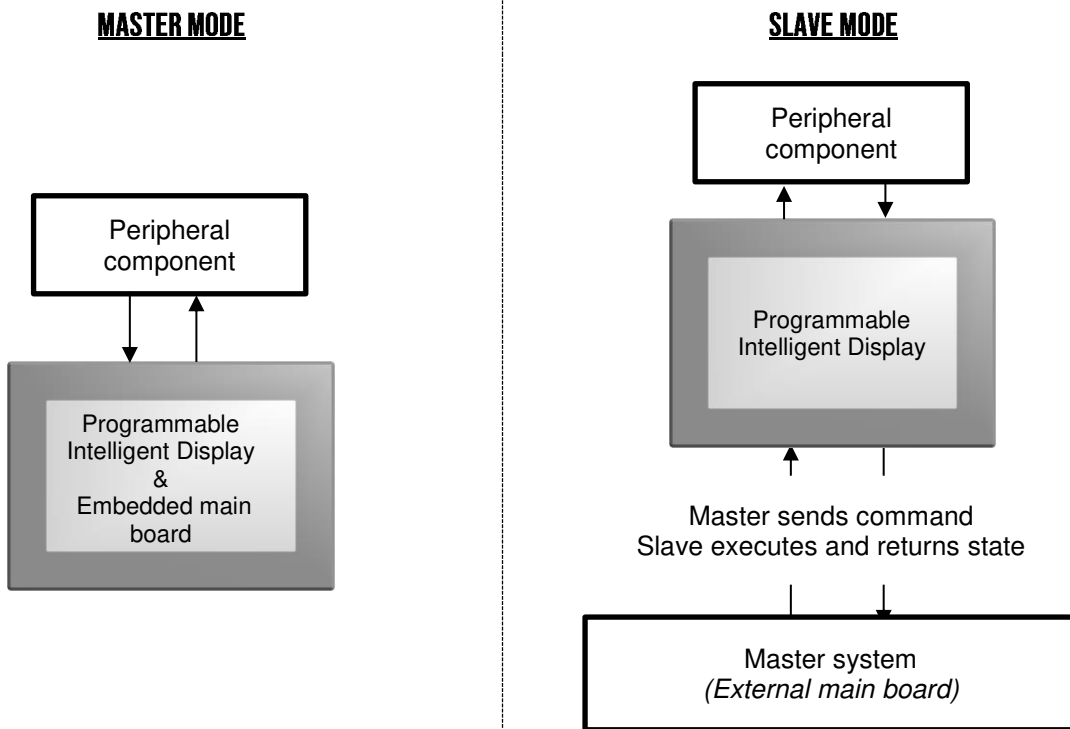 MASTER MODE
Peripheral
component
Programmable
Intelligent Display
&
Embedded main
board
SLAVE MODE
Peripheral
component
Programmable
Intelligent Display
Master sends command
Slave executes and returns state
Master system
(External main board)